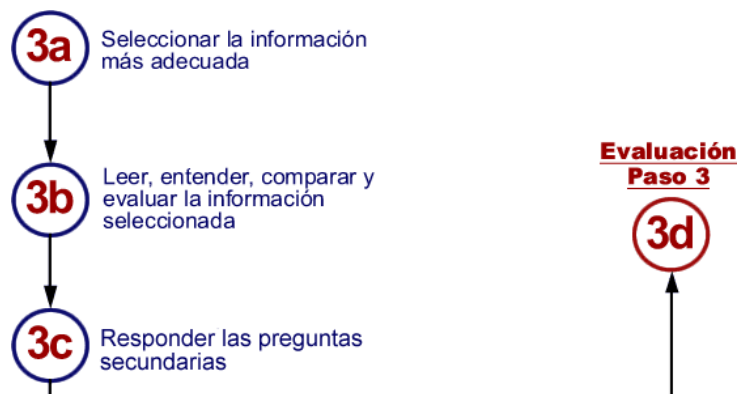 3a
Seleccionar la información
más adecuada
3b
Leer, entender, comparar y
evaluar la información
seleccionada
3c
Responder las preguntas
secundarias
Evaluación
Paso 3
3d